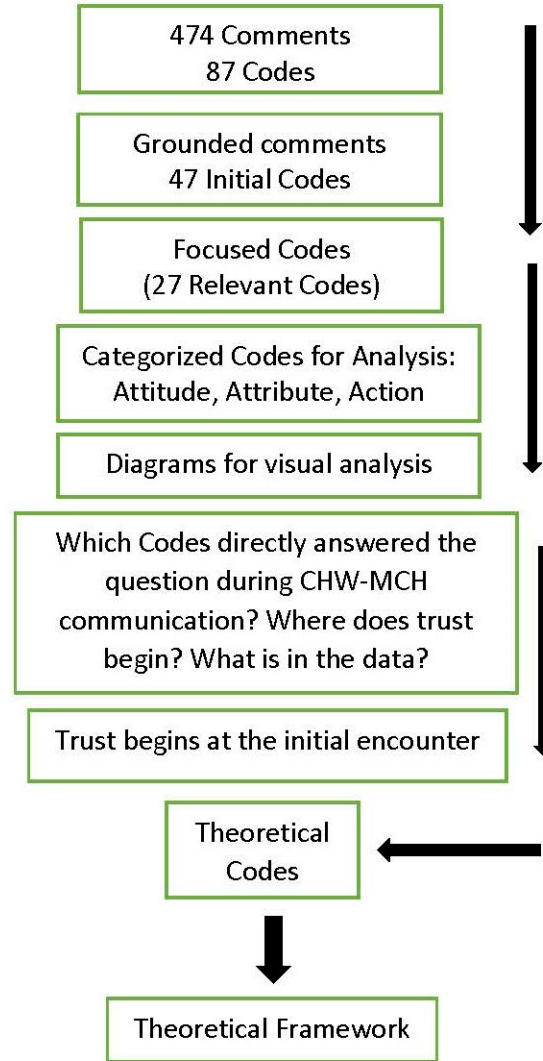 474 Comments
87 Codes
Grounded comments
47 Initial Codes
Focused Codes
(27 Relevant Codes)
Categorized Codes for Analysis:
Attitude, Attribute, Action
Diagrams for visual analysis
Which Codes directly answered the
question during CHW-MCH
communication? Where does trust
begin? What is in the data?
Trust begins at the initial encounter
Theoretical
Codes
Theoretical Framework